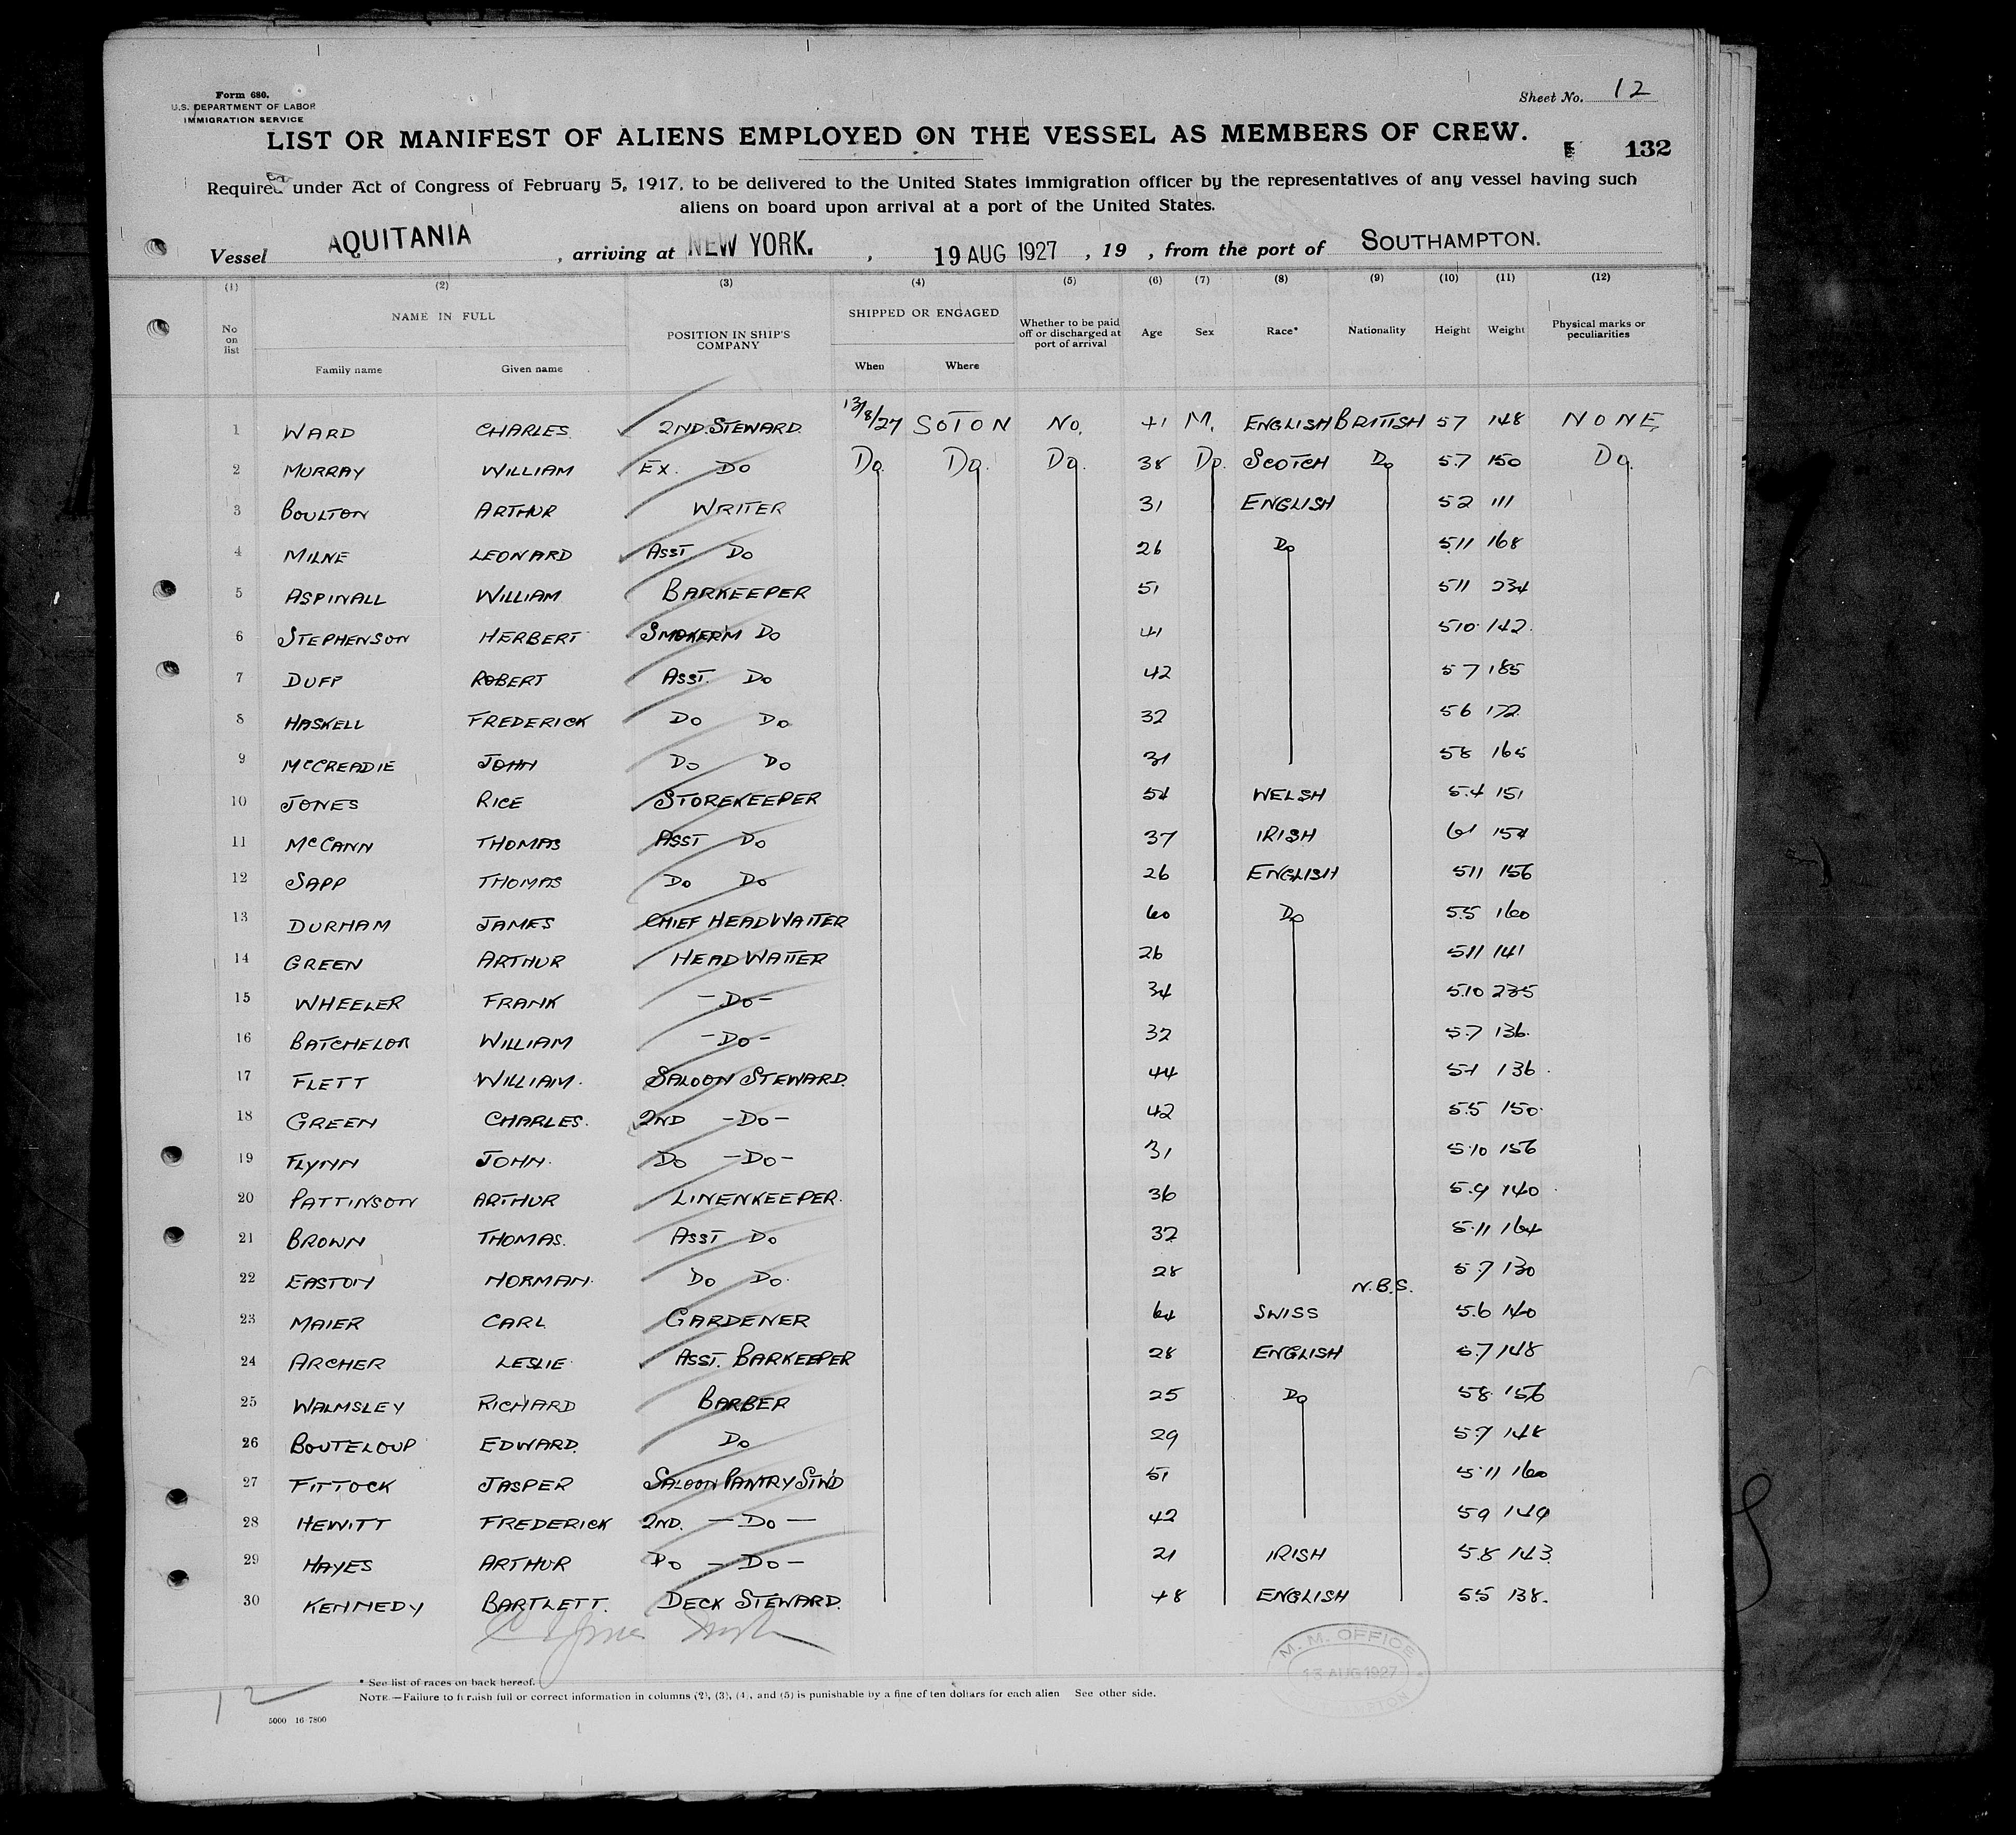 Form 680.
U.S. DEPARTMENT OF LABOR
IMMIGRATION SERVICE
Sheet No. 12
LIST OR MANIFEST OF ALIENS EMPLOYED ON THE VESSEL AS MEMBERS OF CREW.
132
Required under Act of Congress of February 5, 1917, to be delivered to the United States immigration officer by the representatives of any vessel having such
aliens on board upon arrival at a port of the United States.
Vessel AQUITANIA, arriving at NEW YORK., 19 AUG 1927, 19 , from the port of SOUTHAMPTON.
(1) (2) (3) (4) (5) (6) (7) (8) (9) (10) (11) (12)
No on list NAME IN FULL Family name Given name POSITION IN SHIP'S COMPANY SHIPPED OR ENGAGED When Where Whether to be paid off or discharged at port of arrival Age Sex Race* Nationality Height Weight Physical marks or peculiarities
1 WARD CHARLES 2ND. STEWARD 13/8/27 SOTON No. 41 M. ENGLISH BRITISH 57 148 NONE
2 MURRAY WILLIAM EX. DO Do. Do. Do. 38 Do. SCOTCH Do 5.7 150 Do.
3 BOULTON ARTHUR WRITER 31 ENGLISH 52 111
4 MILNE LEONARD ASST DO 26 Do 5.11 168
5 ASPINALL WILLIAM BARKEEPER 51 511 234
6 STEPHENSON HERBERT SMOKERM DO 41 510 142
7 DUFF ROBERT ASST. DO 42 57 185
8 HASKELL FREDERICK DO DO 32 56 172
9 McCREADIE JOHN DO DO 31 58 165
10 JONES RICE STOREKEEPER 54 WELSH 5.4 151
11 McCANN THOMAS ASST DO 37 IRISH 61 154
12 SAPP THOMAS DO DO 26 ENGLISH 511 156
13 DURHAM JAMES CHIEF HEADWAITER 60 Do 5.5 160
14 GREEN ARTHUR HEADWAITER 26 5.11 141
15 WHEELER FRANK -DO- 34 5.10 235
16 BATCHELOR WILLIAM -DO- 32 5.7 136.
17 FLETT WILLIAM. SALOON STEWARD. 44 136
18 GREEN CHARLES. 2ND -DO- 42 5.5 150.
19 FLYNN JOHN. DO -DO- 31 5.10 156
20 PATTINSON ARTHUR LINENKEEPER. 36 5.9 140
21 BROWN THOMAS. ASST DO 32 5.11 164
22 EASTON NORMAN. DO DO. 28 5.7 130
N.B.S.
23 MAIER CARL GARDENER 64 SWISS 5.6 140
24 ARCHER LESLIE ASST. BARKEEPER 28 ENGLISH 5.7 148
25 WALMSLEY RICHARD BARBER 25 Do 58 156
26 BOUTELOUP EDWARD. DO 29 5.7 148
27 FITTOCK JASPER SALOON PANTRY STWD 51 5.11 160
28 HEWITT FREDERICK 2ND. -DO- 42 59 149
29 HAYES ARTHUR DO -DO- 21 IRISH 5.8 143
30 KENNEDY BARTLETT. DECK STEWARD. 48 ENGLISH 5.5 138.
M. M. OFFICE
13 AUG 1927
* See list of races on back hereof.
NOTE.—Failure to furnish full or correct information in columns (2), (3), (4), and (5) is punishable by a fine of ten dollars for each alien See other side.
12
5000 16-7800